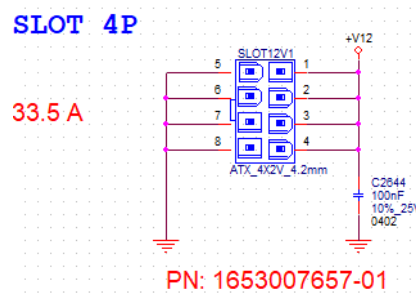 SLOT 4P
+V12
SLOT12V1
5 1
6 2
33.5 A
7 3
8 4
ATX_4X2V_4.2mm
C2644
100nF
10%_25V
0402
PN: 1653007657-01